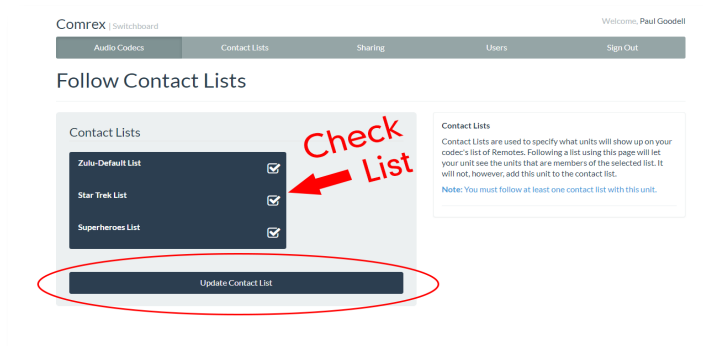 Comrex | Switchboard
Welcome, Paul Goodell
Audio Codecs
Contact Lists
Sharing
Users
Sign Out
Follow Contact Lists
Contact Lists
Zulu-Default List
Star Trek List
Superheroes List
Update Contact List
Check
List
Contact Lists
Contact Lists are used to specify what units will show up on your
codec's list of Remotes. Following a list using this page will let
your unit see the units that are members of the selected list. It
will not, however, add this unit to the contact list.
Note: You must follow at least one contact list with this unit.